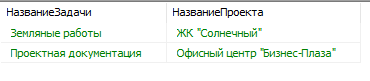 НазваниеЗадачи НазваниеПроекта
Земляные работы ЖК "Солнечный"
Проектная документация Офисный центр "Бизнес-Плаза"